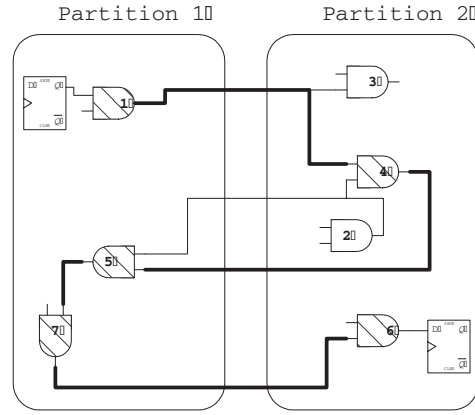 Partition 1▯ Partition 2▯
3▯
D▯ Q▯
1▯
Q▯
4▯
2▯
5▯
6▯
7▯
D▯ Q▯
Q▯